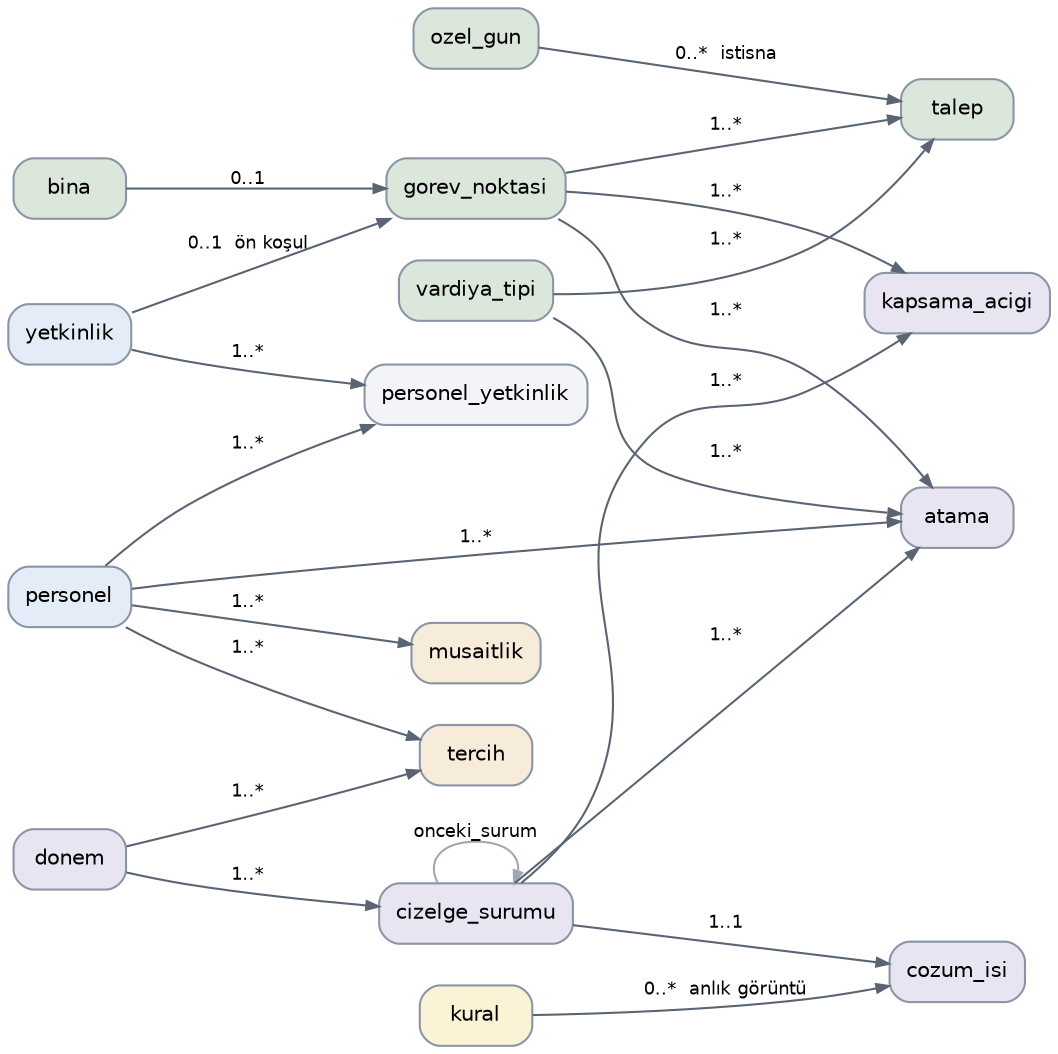 ozel_gun
0..*  istisna
talep
1..*
bina
0..1
gorev_noktasi
1..*
1..*
0..1  ön koşul
vardiya_tipi
kapsama_acigi
1..*
yetkinlik
1..*
personel_yetkinlik
1..*
1..*
1..*
atama
1..*
personel
1..*
1..*
musaitlik
1..*
tercih
1..*
onceki_surum
donem
1..*
cizelge_surumu
1..1
cozum_isi
0..*  anlık görüntü
kural